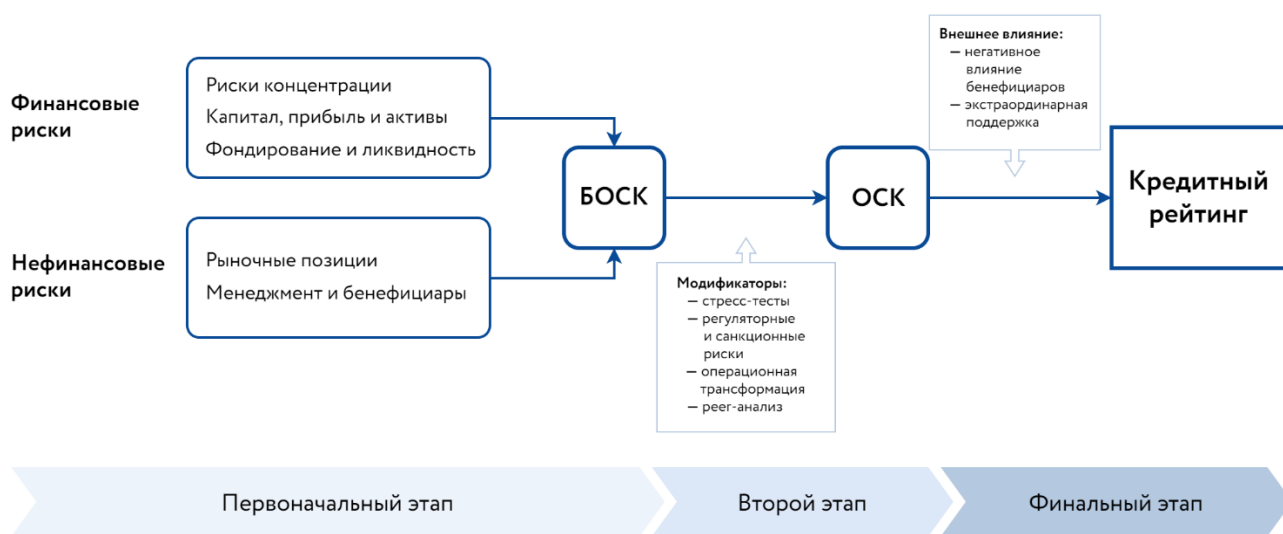 Финансовые
риски
Риски концентрации
Капитал, прибыль и активы
Фондирование и ликвидность
Нефинансовые
риски
Рыночные позиции
Менеджмент и бенефициары
БОСК
Модификаторы:
— стресс-тесты
— регуляторные
и санкционные
риски
— операционная
трансформация
— peer-анализ
ОСК
Внешнее влияние:
— негативное
влияние
бенефициаров
— экстраординарная
поддержка
Кредитный
рейтинг
Первоначальный этап
Второй этап
Финальный этап